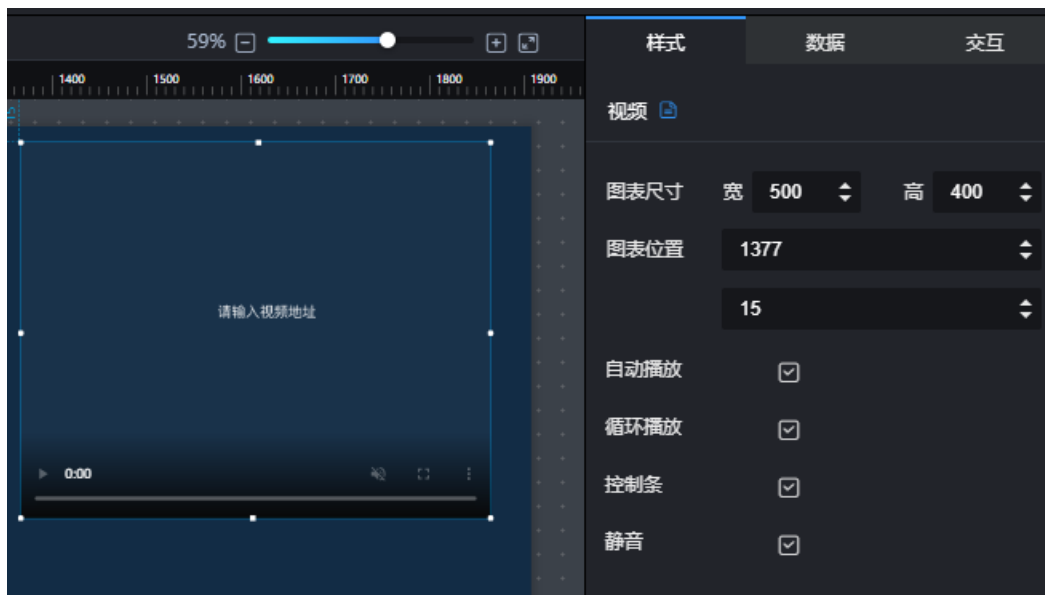 59%
样式 数据 交互
1400 1500 1600 1700 1800 1900
视频
图表尺寸 宽 500 高 400
图表位置 1377
15
请输入视频地址
自动播放
循环播放
控制条
0:00
静音